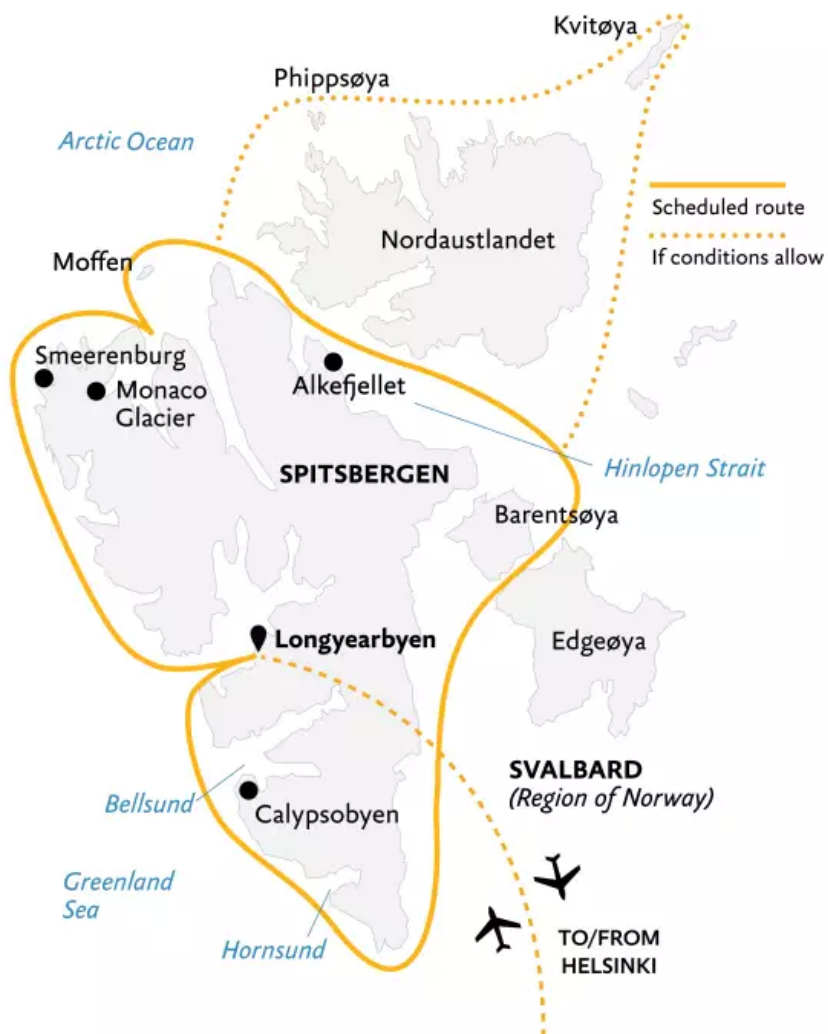 Kvitøya
Phippsøya
Arctic Ocean
Scheduled route
Nordaustlandet
If conditions allow
Moffen
Smeerenburg
Monaco
Glacier
Alkefjellet
Hinlopen Strait
SPITSBERGEN
Barentsøya
Longyearbyen
Edgeøya
SVALBARD
(Region of Norway)
Bellsund
Calypsobyen
Greenland
Sea
Hornsund
TO/FROM
HELSINKI